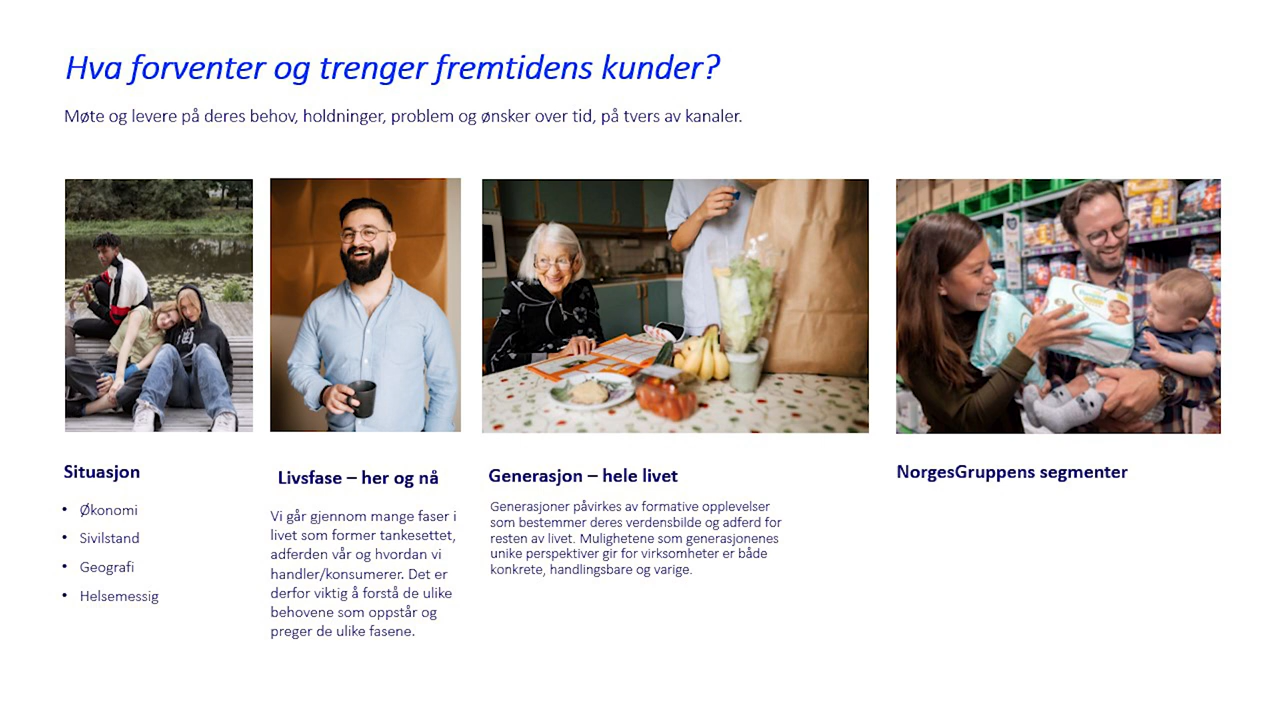 Hva forventer og trenger fremtidens kunder?
Møte og levere på deres behov, holdninger, problem og ønsker over tid, på tvers av kanaler.
Situasjon
• Økonomi
• Sivilstand
• Geografi
• Helsemessig
Livsfase – her og nå
Vi går gjennom mange faser i
livet som former tankesettet,
adferden vår og hvordan vi
handler/konsumerer. Det er
derfor viktig å forstå de ulike
behovene som oppstår og
preger de ulike fasene.
Generasjon – hele livet
Generasjoner påvirkes av formative opplevelser
som bestemmer deres verdensbilde og adferd for
resten av livet. Mulighetene som generasjonenes
unike perspektiver gir for virksomheter er både
konkrete, handlingsbare og varige.
NorgesGruppens segmenter